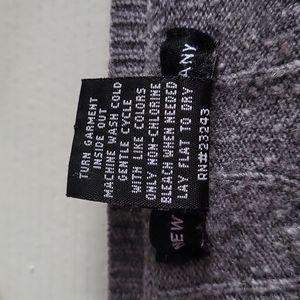 TURN GARMENT
INSIDE OUT
MACHINE WASH COLD
GENTLE CYCLE
WITH LIKE COLORS
ONLY NON-CHLORINE
BLEACH WHEN NEEDED
LAY FLAT TO DRY
RN#23243
NEW
ANY